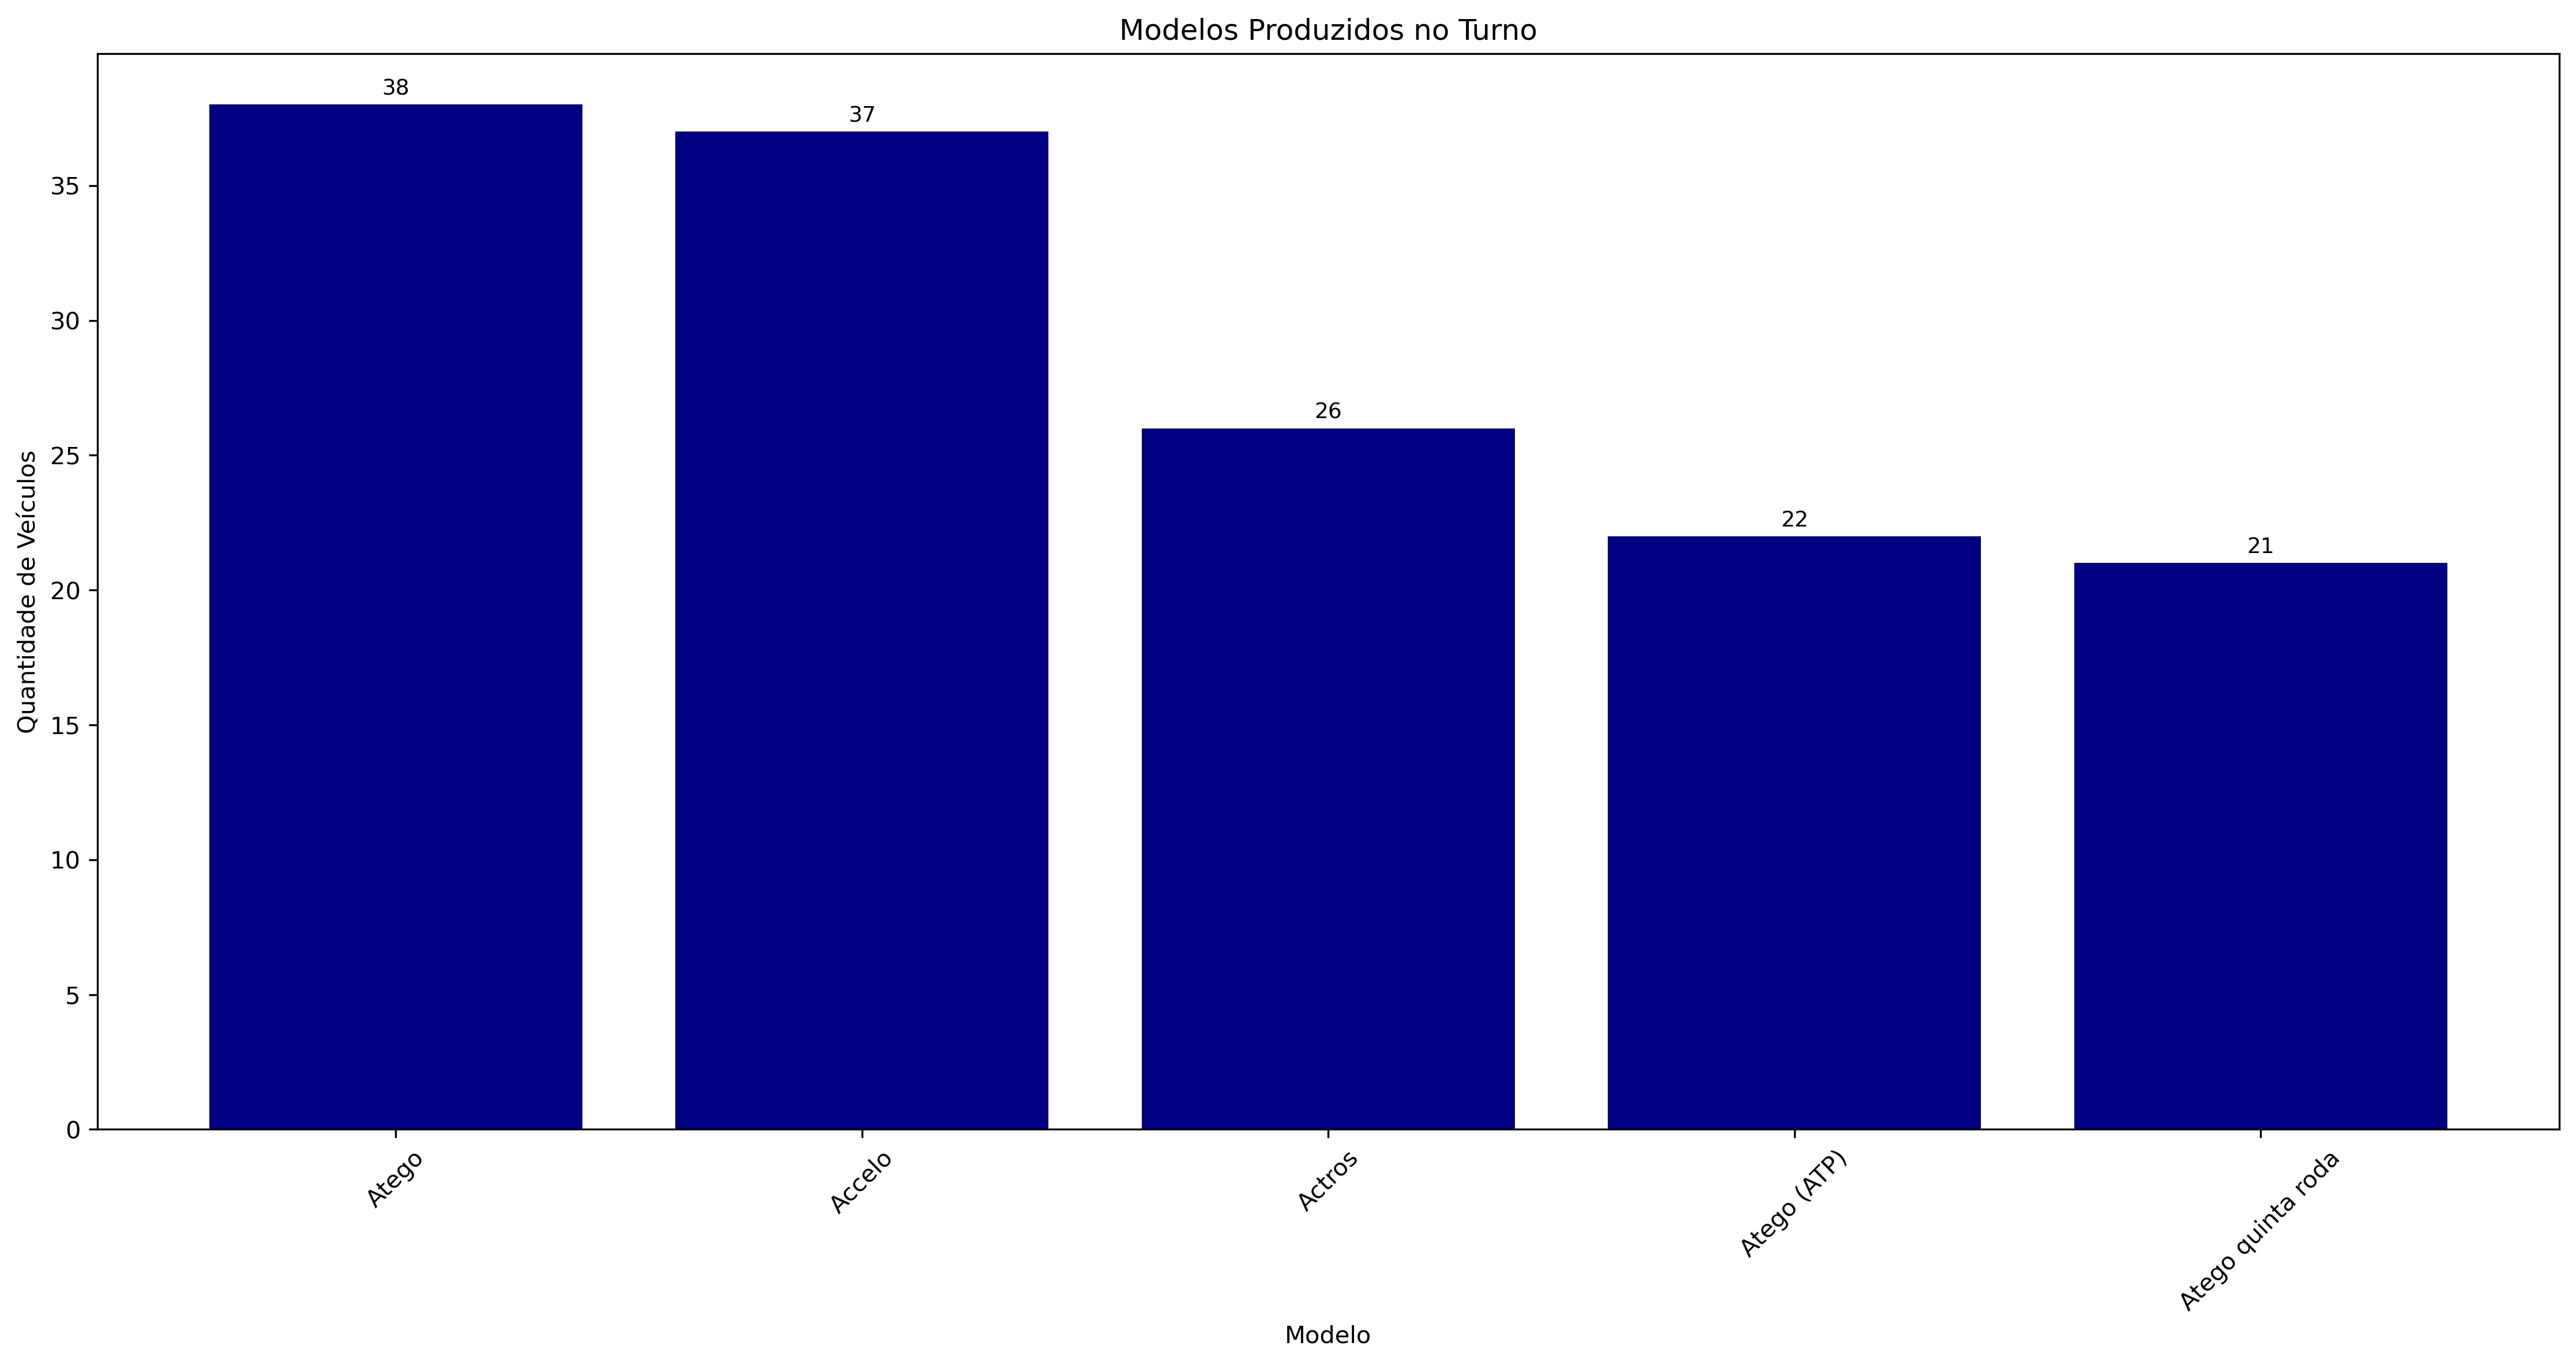 Modelos Produzidos no Turno
38
37
26
22
21
35
30
25
20
15
10
5
0
Quantidade de Veículos
Atego
Accelo
Actros
Atego (ATP)
Atego quinta roda
Modelo